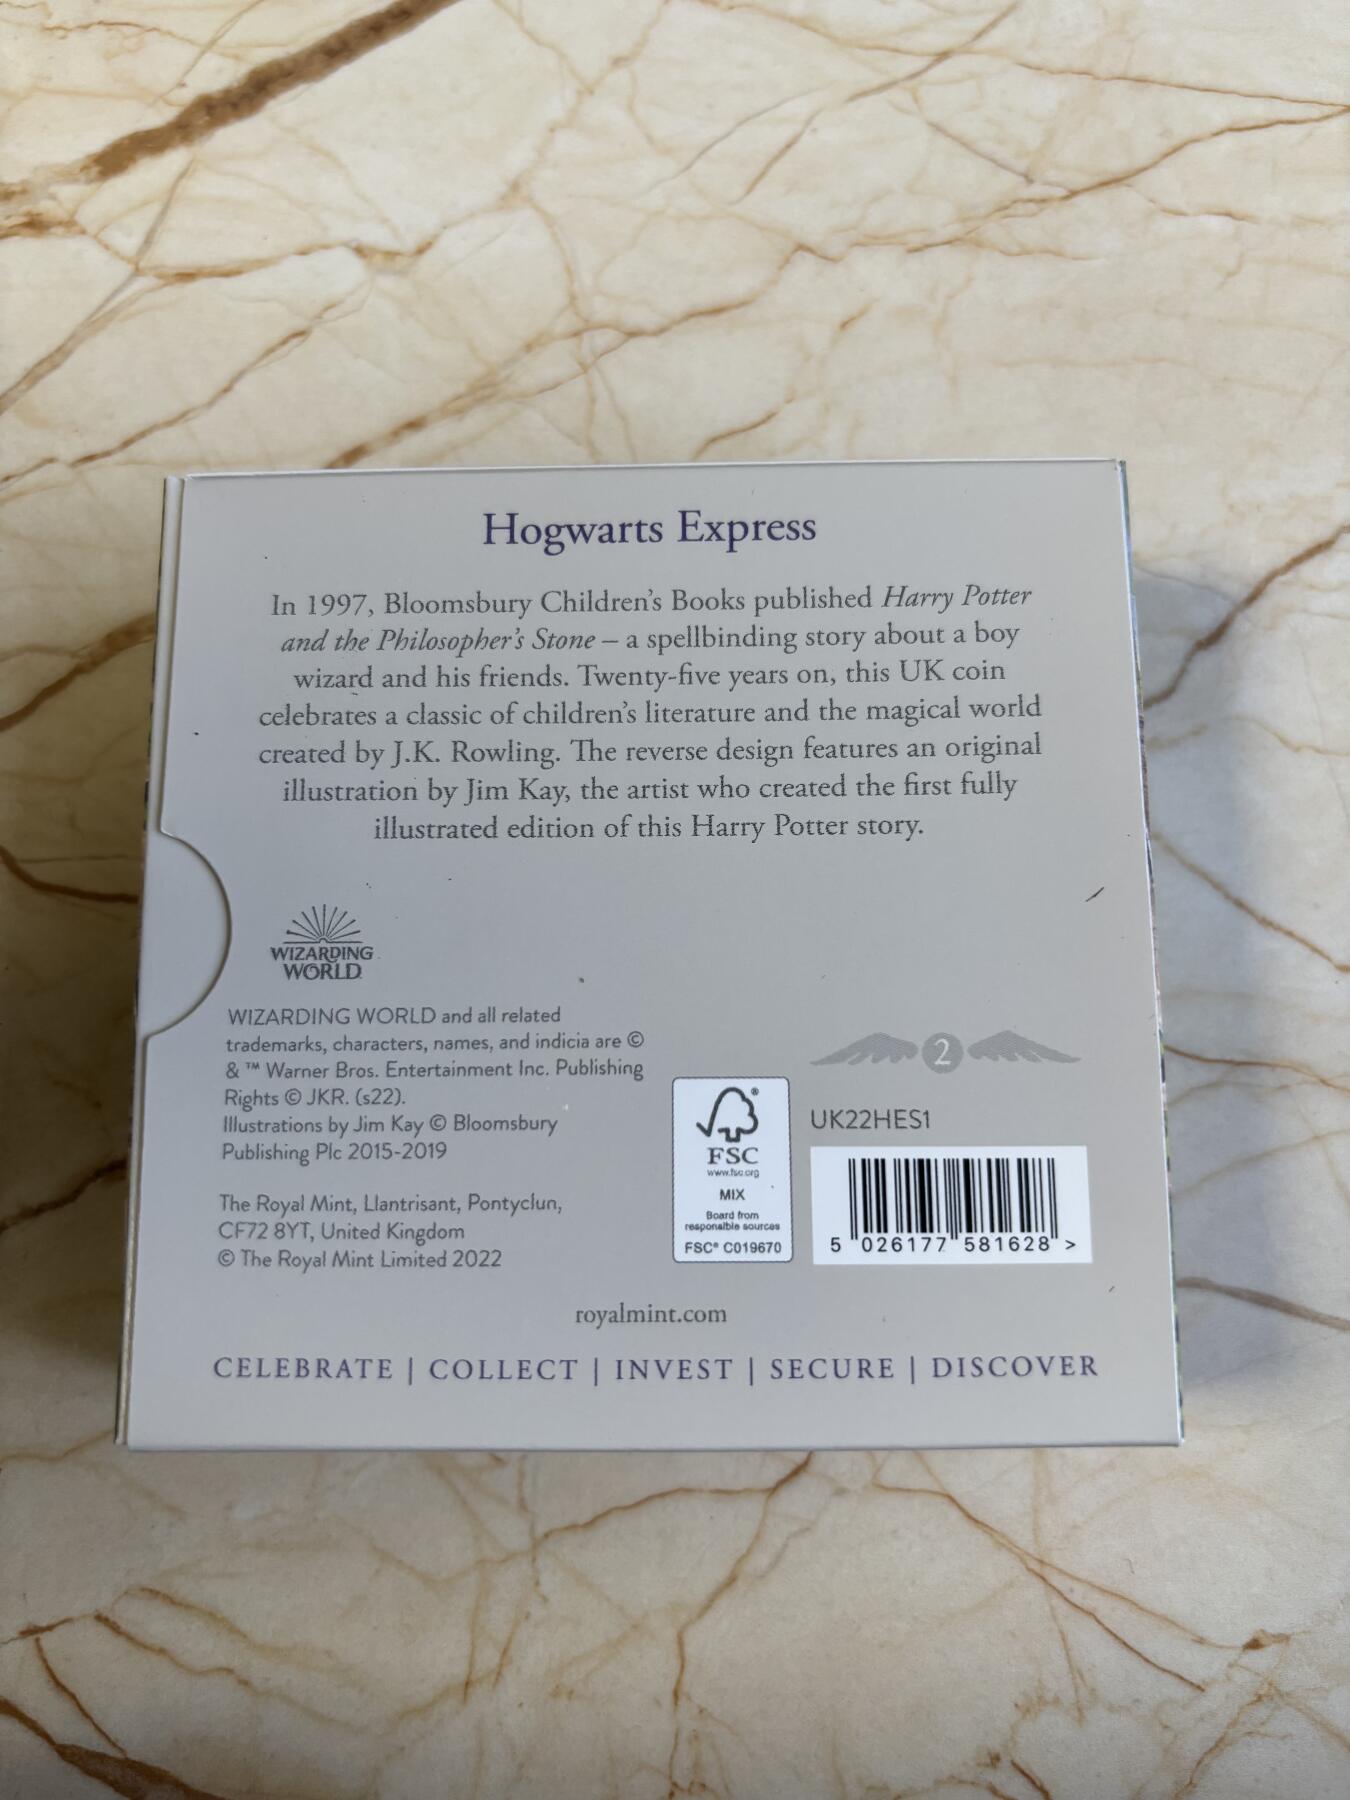 Hogwarts Express
In 1997, Bloomsbury Children's Books published Harry Potter
and the Philosopher's Stone – a spellbinding story about a boy
wizard and his friends. Twenty-five years on, this UK coin
celebrates a classic of children's literature and the magical world
created by J.K. Rowling. The reverse design features an original
illustration by Jim Kay, the artist who created the first fully
illustrated edition of this Harry Potter story.
WIZARDING
WORLD
WIZARDING WORLD and all related
trademarks, characters, names, and indicia are ©
& ™ Warner Bros. Entertainment Inc. Publishing
Rights © JKR. (s22).
Illustrations by Jim Kay © Bloomsbury
Publishing Plc 2015-2019
The Royal Mint, Llantrisant, Pontyclun,
CF72 8YT, United Kingdom
© The Royal Mint Limited 2022
®
FSC
www.fsc.org
MIX
Board from
responsible sources
FSC® C019670
2
UK22HES1
5 026177 581628 >
royalmint.com
CELEBRATE | COLLECT | INVEST | SECURE | DISCOVER